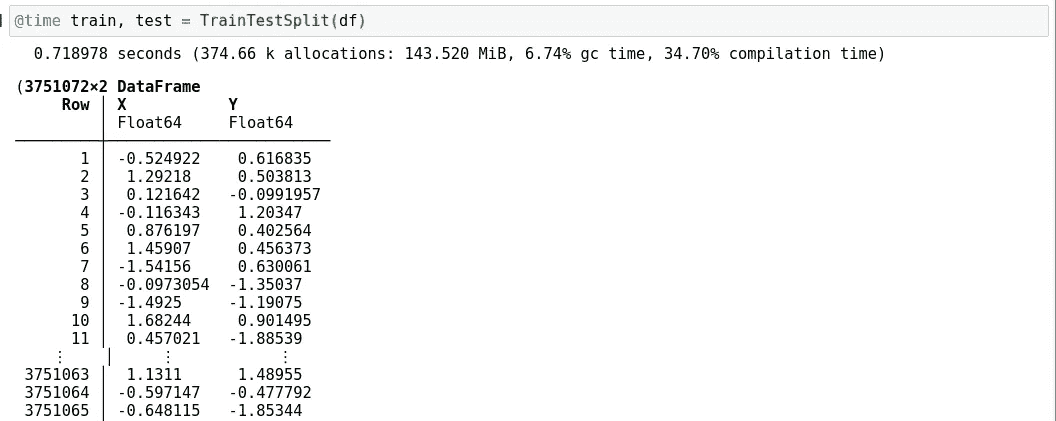 @time train, test = TrainTestSplit(df)
0.718978 seconds (374.66 k allocations: 143.520 MiB, 6.74% gc time, 34.70% compilation time)
(3751072×2 DataFrame
Row │ X Y
│ Float64 Float64
1 │ -0.524922 0.616835
2 │ 1.29218 0.503813
3 │ 0.121642 -0.0991957
4 │ -0.116343 1.20347
5 │ 0.876197 0.402564
6 │ 1.45907 0.456373
7 │ -1.54156 0.630061
8 │ -0.0973054 -1.35037
9 │ -1.4925 -1.19075
10 │ 1.68244 0.901495
11 │ 0.457021 -1.88539
⋮ │ ⋮ ⋮
3751063 │ 1.1311 1.48955
3751064 │ -0.597147 -0.477792
3751065 │ -0.648115 -1.85344